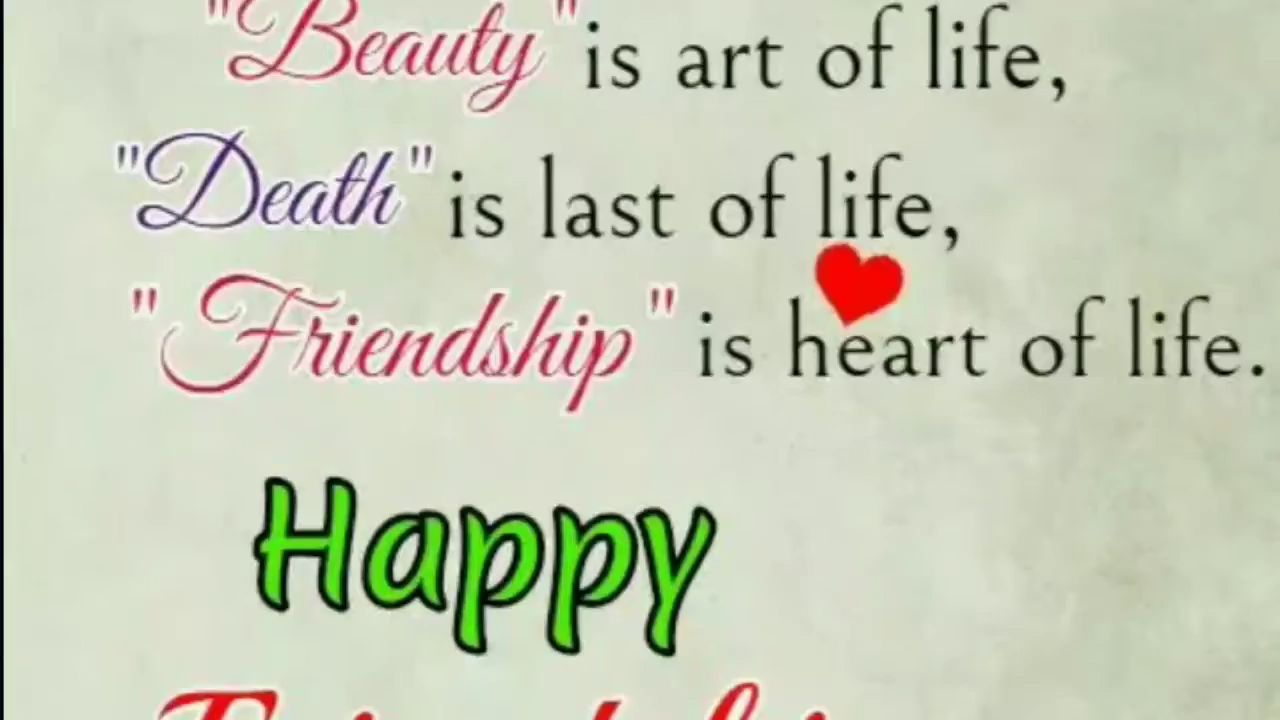 "Beauty" is art of life,
"Death" is last of life,
"Friendship" is heart of life.
Happy